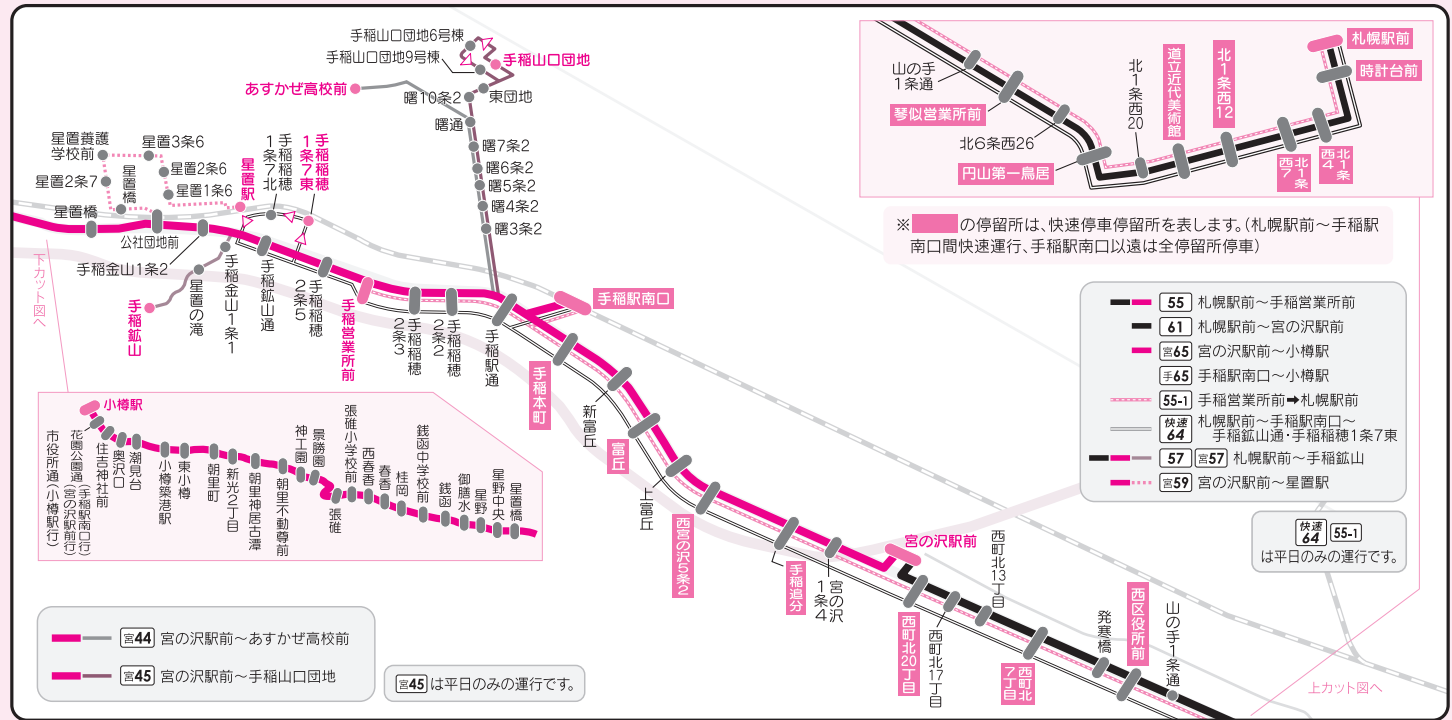 手稲山口団地6号棟
手稲山口団地9号棟
手稲山口団地
あすかぜ高校前
曙10条2
東団地
曙通
曙7条2
曙6条2
曙5条2
曙4条2
曙3条2
星置養護
学校前
星置3条6
星置2条6
星置1条6
星置2条7
星置橋
星置駅
手稲稲穂
1条7北
手稲稲穂
1条7東
星置橋
公社団地前
手稲金山1条2
手稲鉱山
星置の滝
手稲金山1条1
手稲鉱山通
手稲稲穂
2条5
手稲営業所前
手稲稲穂
2条3
手稲稲穂
2条2
手稲駅通
手稲駅南口
手稲本町
新富丘
富丘
上富丘
西宮の沢5条2
手稲追分
宮の沢
1条4
宮の沢駅前
西町北20丁目
西町北17丁目
西町北13丁目
西町北
7丁目
発寒橋
西区役所前
山の手1条通
上カット図へ
下カット図へ
山の手
1条通
琴似営業所前
北6条西26
円山第一鳥居
北1条西20
道立近代美術館
北1条西12
北1条
西7
北1条
西4
時計台前
札幌駅前
※ の停留所は、快速停車停留所を表します。(札幌駅前〜手稲駅
南口間快速運行、手稲駅南口以遠は全停留所停車)
55 札幌駅前〜手稲営業所前
61 札幌駅前〜宮の沢駅前
宮65 宮の沢駅前〜小樽駅
手65 手稲駅南口〜小樽駅
55-1 手稲営業所前➡札幌駅前
快速64 札幌駅前〜手稲駅南口〜
手稲鉱山通・手稲稲穂1条7東
57 宮57 札幌駅前〜手稲鉱山
宮59 宮の沢駅前〜星置駅
快速64 55-1
は平日のみの運行です。
小樽駅
市役所通(小樽駅行)
花園公園通(手稲駅南口行)
(宮の沢駅前行)
住吉神社前
奥沢口
潮見台
小樽築港駅
東小樽
朝里町
新光2丁目
朝里神居古潭
朝里不動尊前
神工園
景勝園
張碓
張碓小学校前
西春香
春香
桂岡
銭函中学校前
銭函
御膳水
星野
星野中央
星置橋
宮44 宮の沢駅前〜あすかぜ高校前
宮45 宮の沢駅前〜手稲山口団地
宮45は平日のみの運行です。